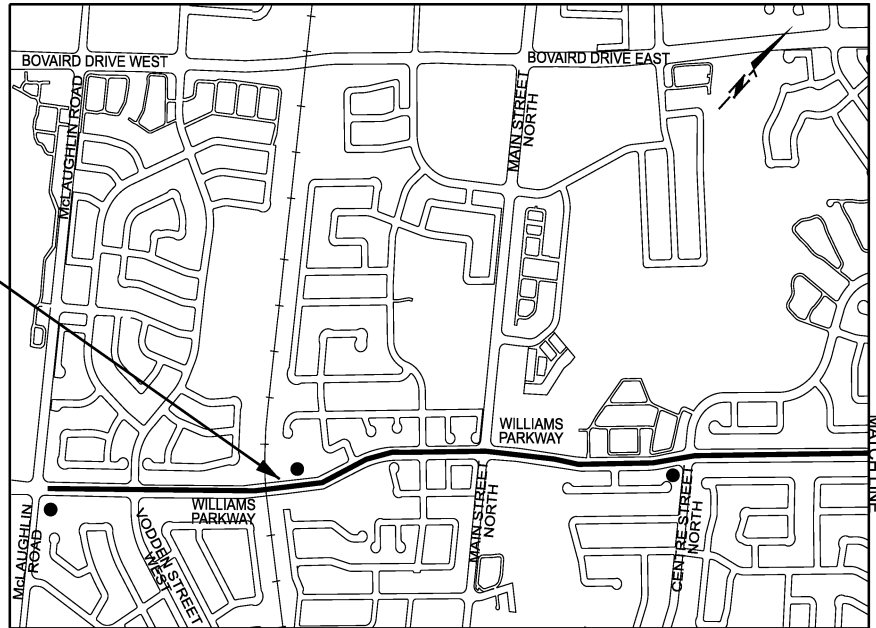 BOVAIRD DRIVE WEST
BOVAIRD DRIVE EAST
N
McLAUGHLIN ROAD
MAIN STREET
NORTH
WILLIAMS
PARKWAY
MATCH LINE
WILLIAMS
PARKWAY
McLAUGHLIN
ROAD
VODDEN STREET
WEST
MAIN STREET
NORTH
CENTRE STREET
NORTH